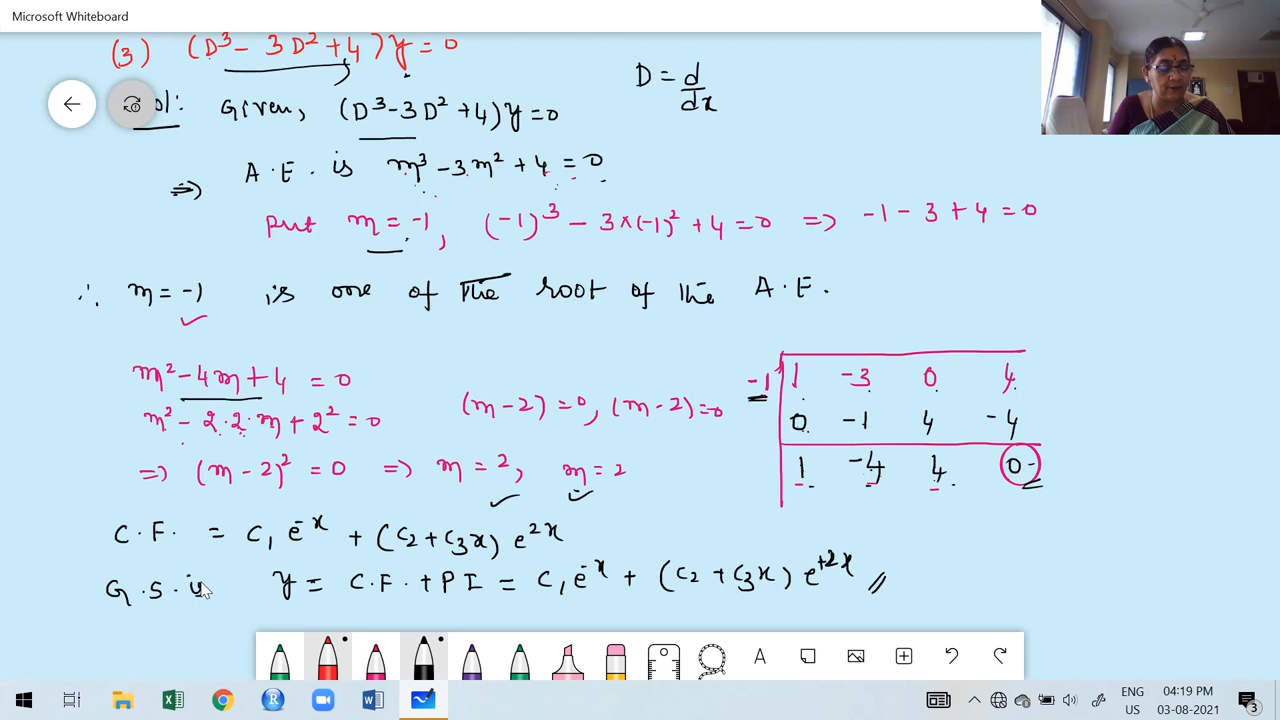 Microsoft Whiteboard
(3) (D³ - 3D² + 4) y = 0
D = d/dx
Sol: Given, (D³ - 3D² + 4) y = 0
⇒ A.E. is m³ - 3m² + 4 = 0
Put m = -1, (-1)³ - 3×(-1)² + 4 = 0 ⇒ -1 - 3 + 4 = 0
∴ m = -1 is one of the root of the A.E.
m² - 4m + 4 = 0
m² - 2·2·m + 2² = 0
(m-2) = 0, (m-2) = 0
⇒ (m-2)² = 0 ⇒ m = 2, m = 2
-1 1 -3 0 4
0 -1 4 -4
1 -4 4 0
C.F. = C₁ e⁻ˣ + (C₂ + C₃x) e²ˣ
G.S. is y = C.F. + PI = C₁e⁻ˣ + (C₂ + C₃x) e⁺²ˣ //
A
ENG
US
04:19 PM
03-08-2021
3